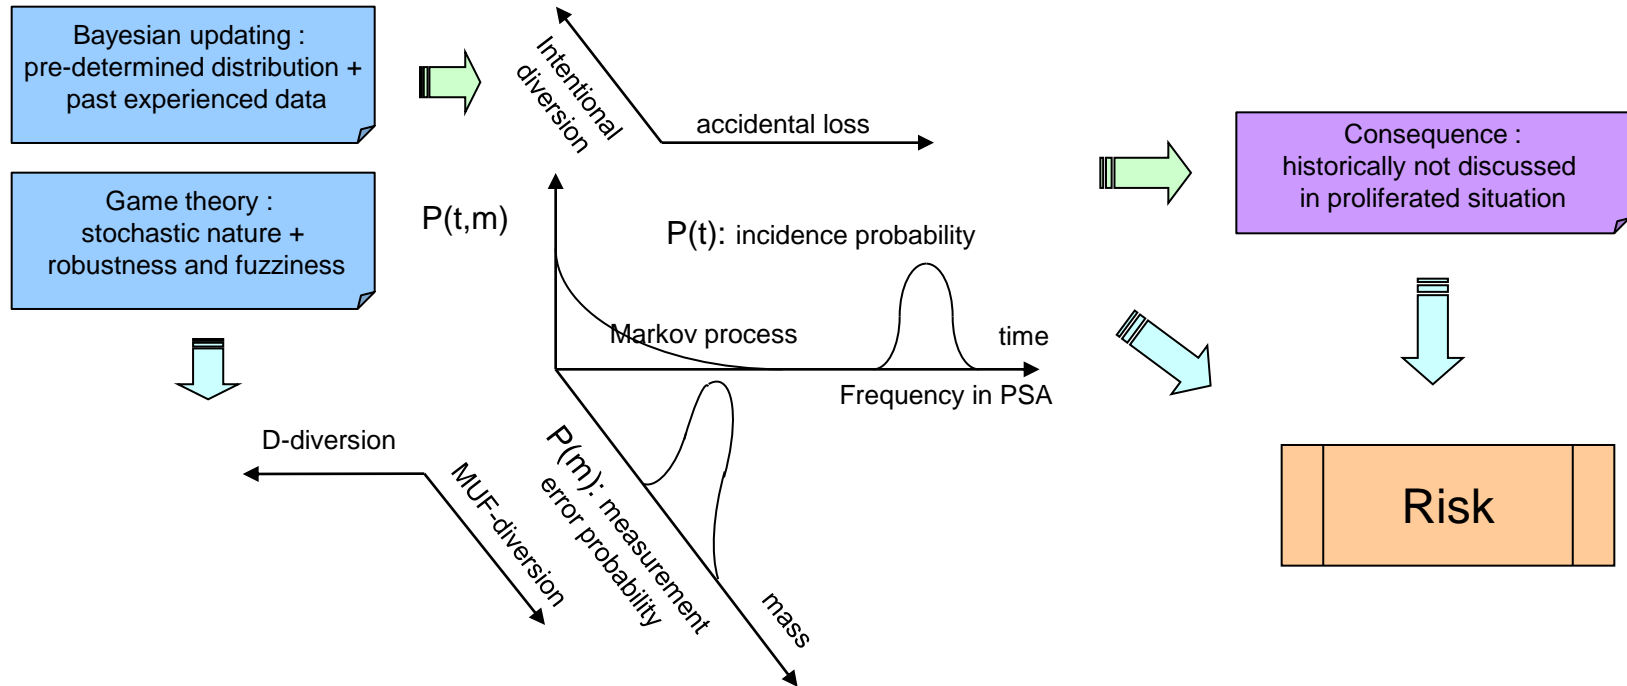 Bayesian updating :
pre-determined distribution +
past experienced data
Game theory :
stochastic nature +
robustness and fuzziness
Intentional
diversion
accidental loss
Consequence :
historically not discussed
in proliferated situation
P(t,m)
P(t): incidence probability
Markov process
time
Frequency in PSA
D-diversion
MUF-diversion
P(m): measurement
error probability
mass
Risk